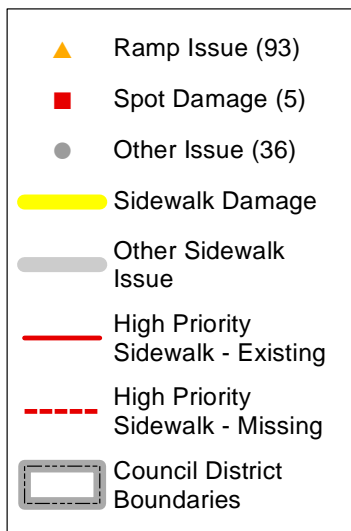 Ramp Issue (93)
Spot Damage (5)
Other Issue (36)
Sidewalk Damage
Other Sidewalk
Issue
High Priority
Sidewalk - Existing
High Priority
Sidewalk - Missing
Council District
Boundaries